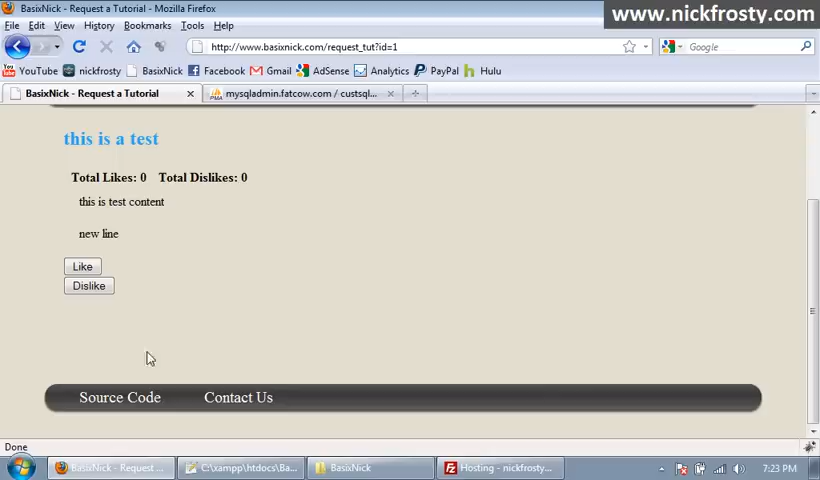 BasixNick - Request a Tutorial - Mozilla Firefox
www.nickfrosty.com
File Edit View History Bookmarks Tools Help
http://www.basixnick.com/request_tut?id=1
Google
YouTube nickfrosty BasixNick Facebook Gmail AdSense Analytics PayPal Hulu
BasixNick - Request a Tutorial
mysqladmin.fatcow.com / custsql...
this is a test
Total Likes: 0 Total Dislikes: 0
this is test content
new line
Like
Dislike
Source Code Contact Us
Done
BasixNick - Request ...
C:\xampp\htdocs\Ba...
BasixNick
Hosting - nickfrosty...
7:23 PM